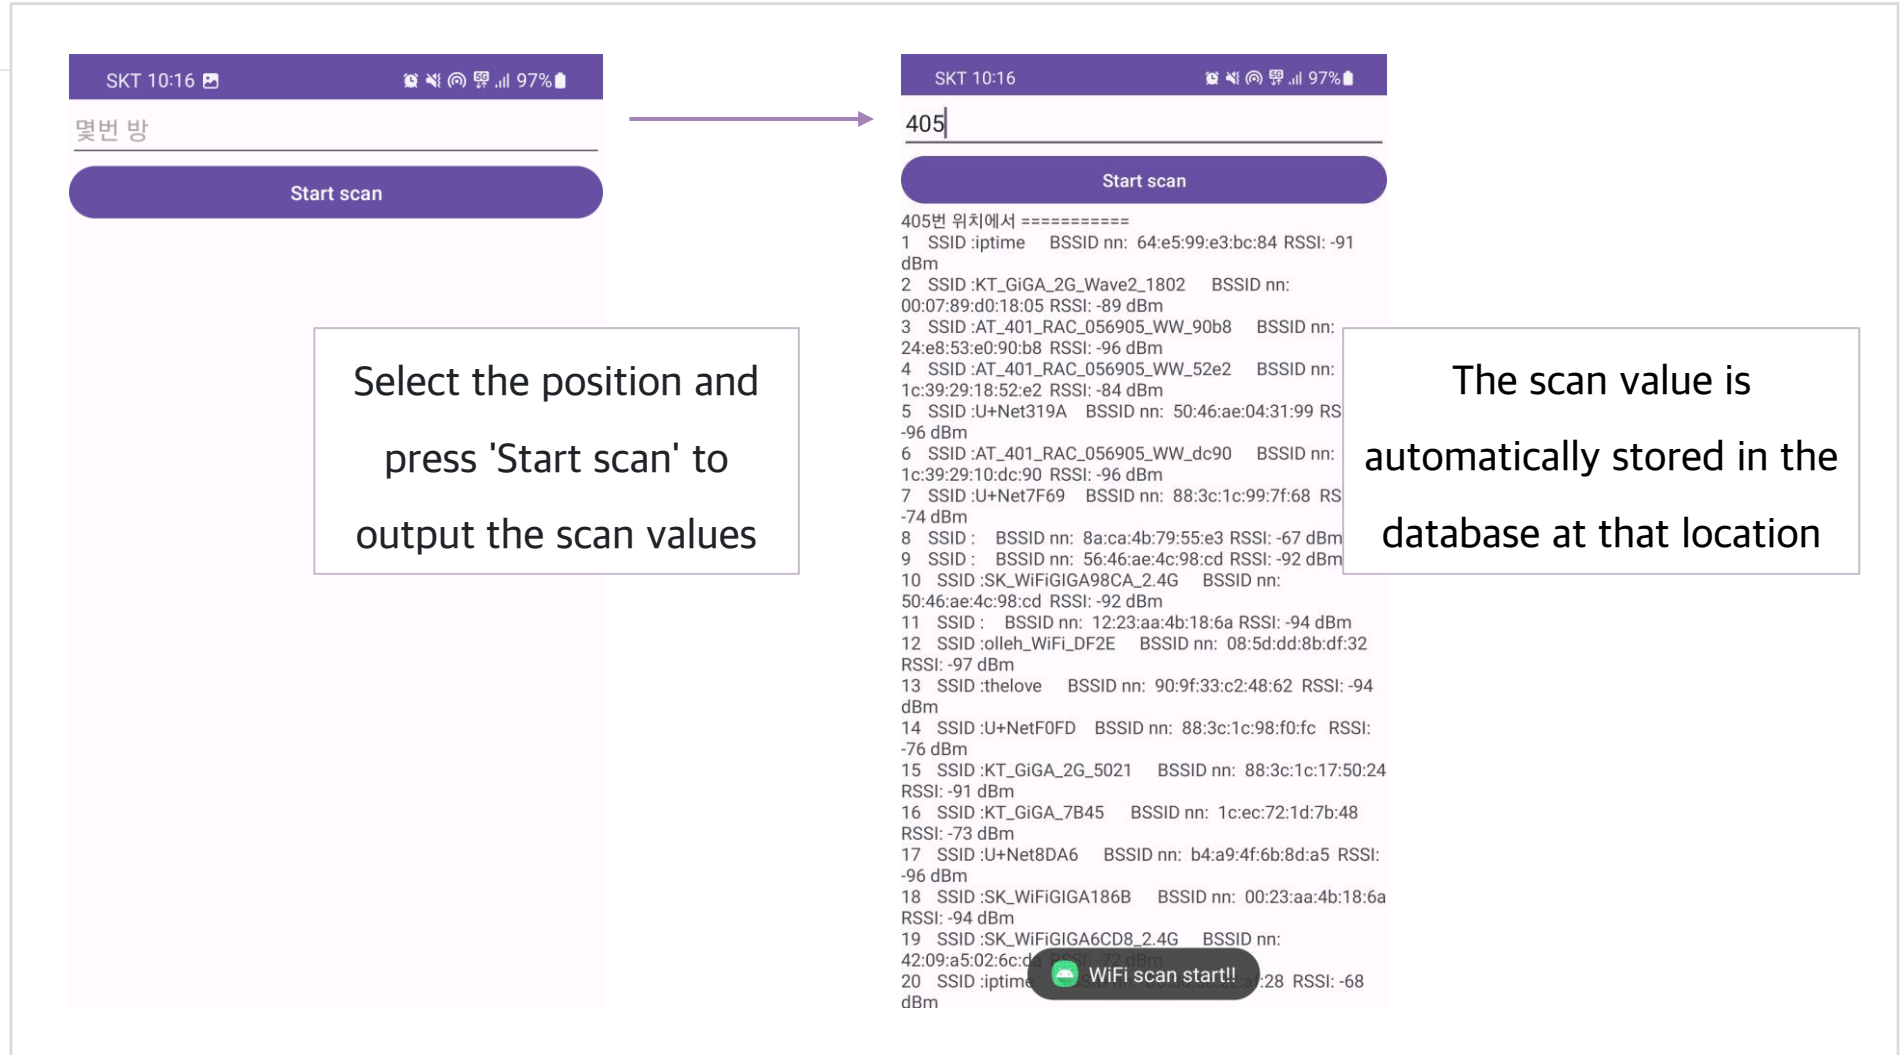 SKT 10:16
97%
몇번 방
Start scan
Select the position and
press 'Start scan' to
output the scan values
SKT 10:16
97%
405
Start scan
405번 위치에서 ===========
1 SSID :iptime BSSID nn: 64:e5:99:e3:bc:84 RSSI: -91
dBm
2 SSID :KT_GiGA_2G_Wave2_1802 BSSID nn:
00:07:89:d0:18:05 RSSI: -89 dBm
3 SSID :AT_401_RAC_056905_WW_90b8 BSSID nn:
24:e8:53:e0:90:b8 RSSI: -96 dBm
4 SSID :AT_401_RAC_056905_WW_52e2 BSSID nn:
1c:39:29:18:52:e2 RSSI: -84 dBm
5 SSID :U+Net319A BSSID nn: 50:46:ae:04:31:99 RS
-96 dBm
6 SSID :AT_401_RAC_056905_WW_dc90 BSSID nn:
1c:39:29:10:dc:90 RSSI: -96 dBm
7 SSID :U+Net7F69 BSSID nn: 88:3c:1c:99:7f:68 RS
-74 dBm
8 SSID : BSSID nn: 8a:ca:4b:79:55:e3 RSSI: -67 dBm
9 SSID : BSSID nn: 56:46:ae:4c:98:cd RSSI: -92 dBm
10 SSID :SK_WiFiGIGA98CA_2.4G BSSID nn:
50:46:ae:4c:98:cd RSSI: -92 dBm
11 SSID : BSSID nn: 12:23:aa:4b:18:6a RSSI: -94 dBm
12 SSID :olleh_WiFi_DF2E BSSID nn: 08:5d:dd:8b:df:32
RSSI: -97 dBm
13 SSID :thelove BSSID nn: 90:9f:33:c2:48:62 RSSI: -94
dBm
14 SSID :U+NetF0FD BSSID nn: 88:3c:1c:98:f0:fc RSSI:
-76 dBm
15 SSID :KT_GiGA_2G_5021 BSSID nn: 88:3c:1c:17:50:24
RSSI: -91 dBm
16 SSID :KT_GiGA_7B45 BSSID nn: 1c:ec:72:1d:7b:48
RSSI: -73 dBm
17 SSID :U+Net8DA6 BSSID nn: b4:a9:4f:6b:8d:a5 RSSI:
-96 dBm
18 SSID :SK_WiFiGIGA186B BSSID nn: 00:23:aa:4b:18:6a
RSSI: -94 dBm
19 SSID :SK_WiFiGIGA6CD8_2.4G BSSID nn:
42:09:a5:02:6c:da RSSI: -72 dBm
20 SSID :iptime :28 RSSI: -68
dBm
WiFi scan start!!
The scan value is
automatically stored in the
database at that location